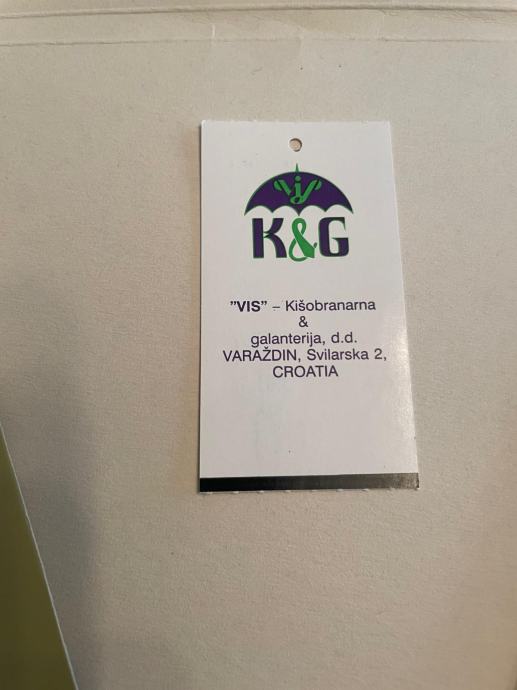 vis
K&G
"VIS" – Kišobranarna
&
galanterija, d.d.
VARAŽDIN, Svilarska 2,
CROATIA